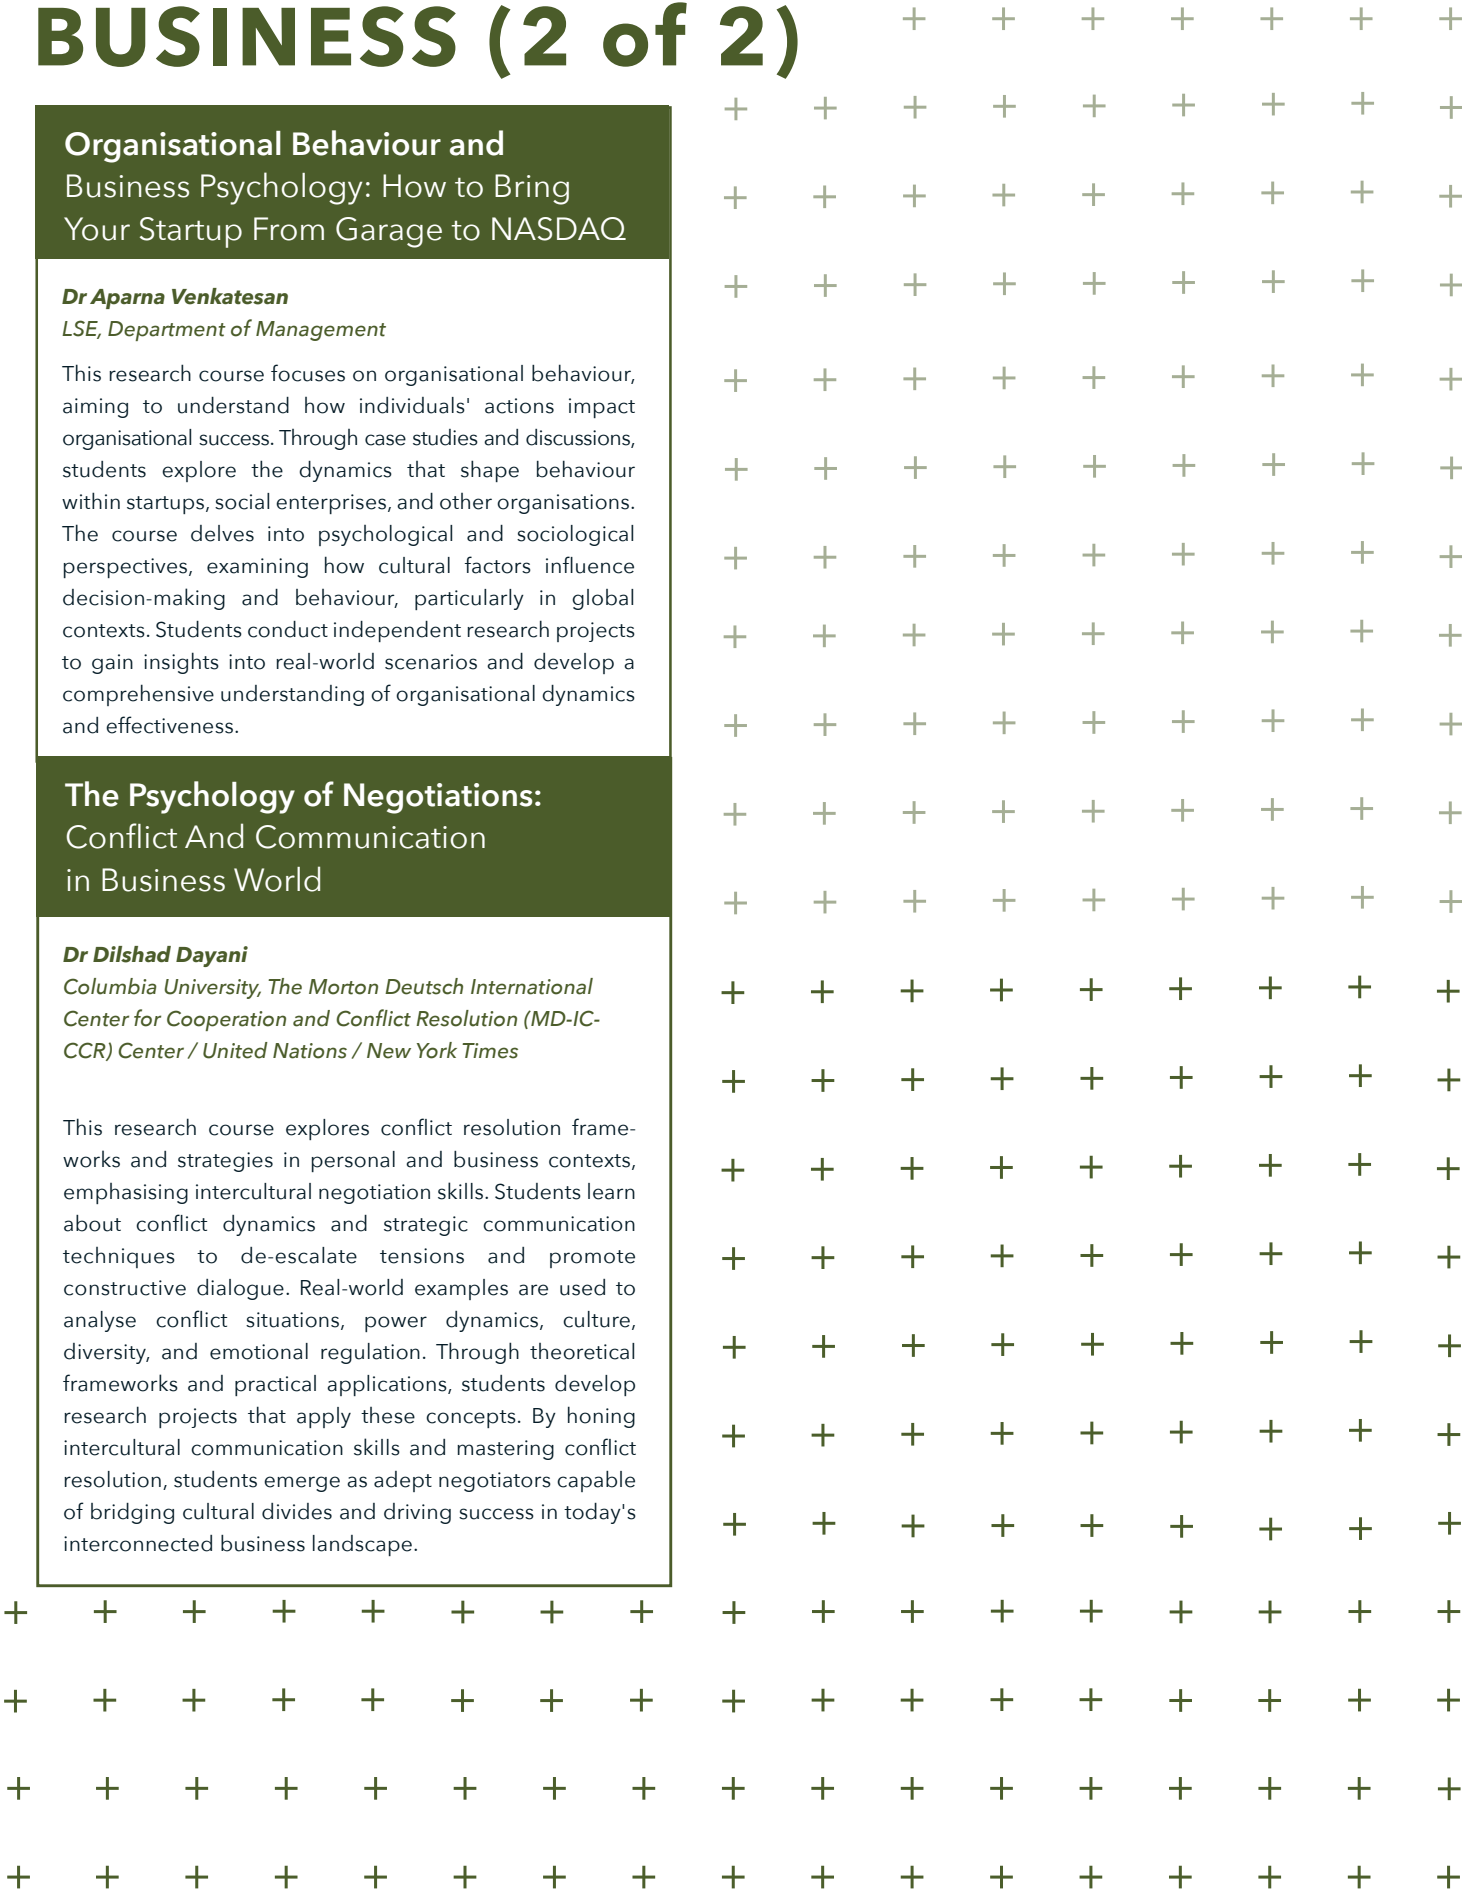 BUSINESS (2 of 2)
Organisational Behaviour and
Business Psychology: How to Bring
Your Startup From Garage to NASDAQ
Dr Aparna Venkatesan
LSE, Department of Management
This research course focuses on organisational behaviour,
aiming to understand how individuals' actions impact
organisational success. Through case studies and discussions,
students explore the dynamics that shape behaviour
within startups, social enterprises, and other organisations.
The course delves into psychological and sociological
perspectives, examining how cultural factors influence
decision-making and behaviour, particularly in global
contexts. Students conduct independent research projects
to gain insights into real-world scenarios and develop a
comprehensive understanding of organisational dynamics
and effectiveness.
The Psychology of Negotiations:
Conflict And Communication
in Business World
Dr Dilshad Dayani
Columbia University, The Morton Deutsch International
Center for Cooperation and Conflict Resolution (MD-IC-
CCR) Center / United Nations / New York Times
This research course explores conflict resolution frame-
works and strategies in personal and business contexts,
emphasising intercultural negotiation skills. Students learn
about conflict dynamics and strategic communication
techniques to de-escalate tensions and promote
constructive dialogue. Real-world examples are used to
analyse conflict situations, power dynamics, culture,
diversity, and emotional regulation. Through theoretical
frameworks and practical applications, students develop
research projects that apply these concepts. By honing
intercultural communication skills and mastering conflict
resolution, students emerge as adept negotiators capable
of bridging cultural divides and driving success in today's
interconnected business landscape.